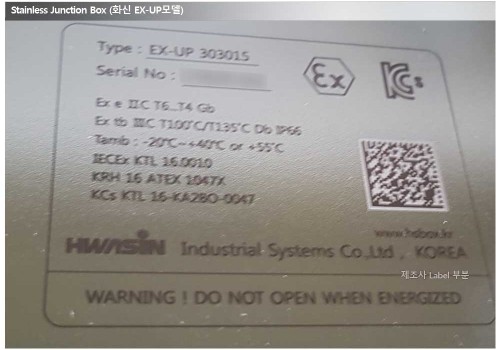 Stainless Junction Box (화신 EX-UP모델)
Type : EX-UP 303015
Serial No :
Ex
Ex e IIC T6...T4 Gb
Ex tb IIIC T100℃/T135℃ Db IP66
Tamb : -20℃~+40℃ or +55℃
IECEx KTL 16.0010
KRH 16 ATEX 1047X
KCs KTL 16-KA2BO-0047
www.hsbox.kr
HWASIN Industrial Systems Co.,Ltd , KOREA
제조사 Label 부분
WARNING ! DO NOT OPEN WHEN ENERGIZED